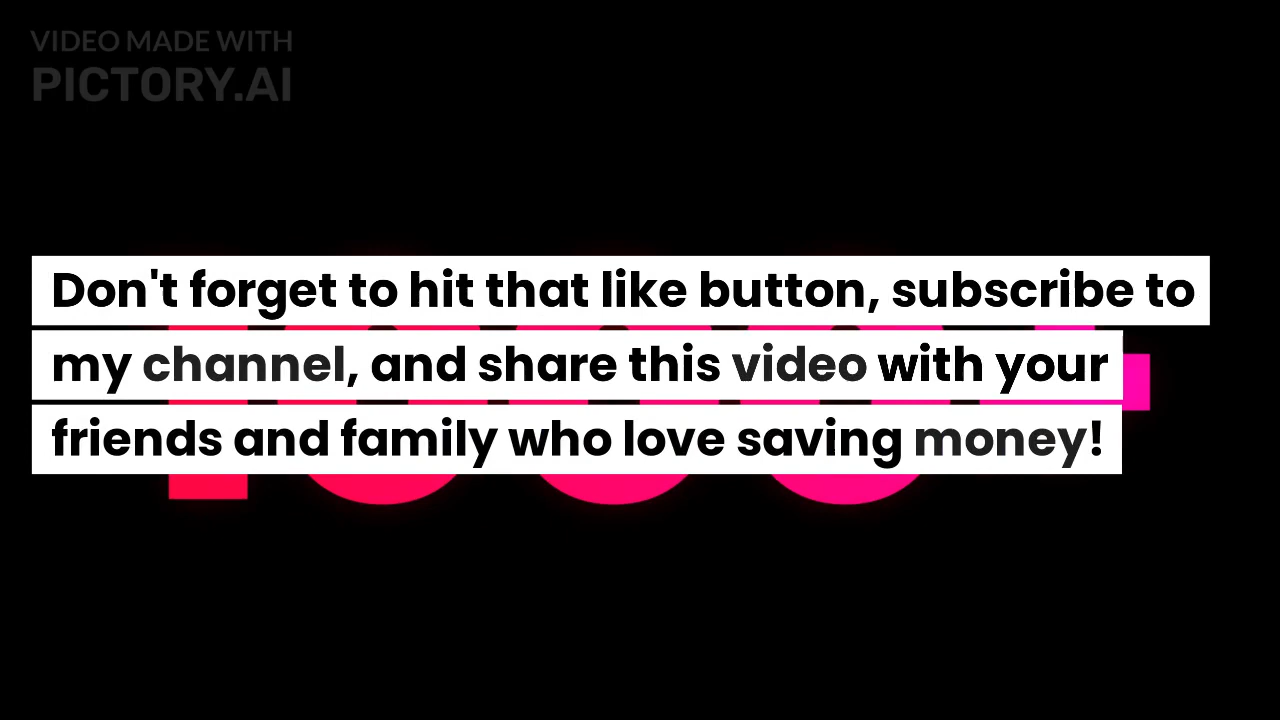 VIDEO MADE WITH
PICTORY.AI
Don't forget to hit that like button, subscribe to
my channel, and share this video with your
friends and family who love saving money!